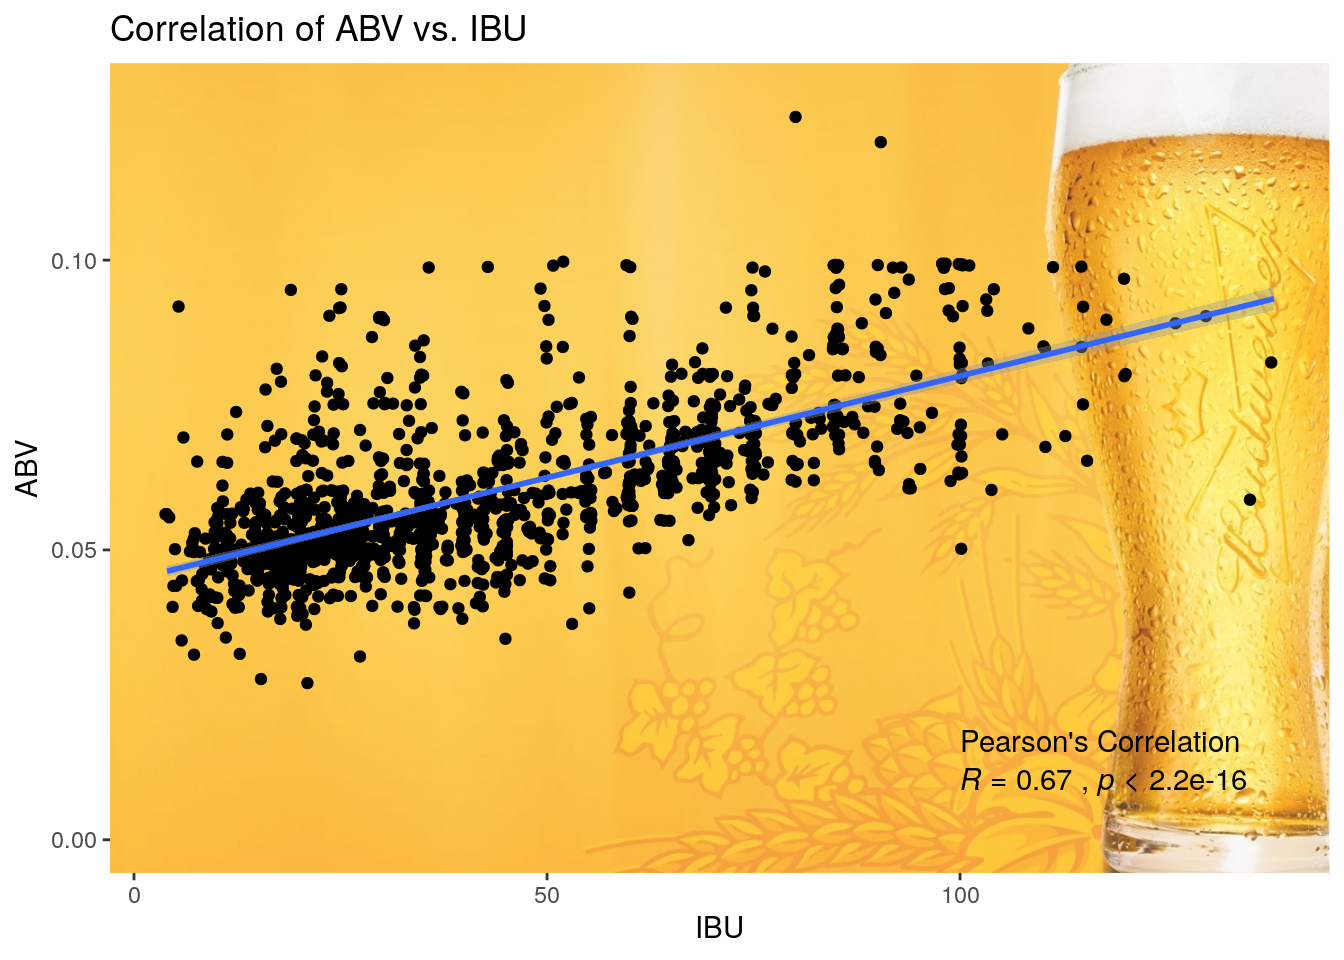 Correlation of ABV vs. IBU
ABV
0.10
0.05
0.00
Budweiser
Pearson's Correlation
R = 0.67 , p < 2.2e-16
0 50 100
IBU